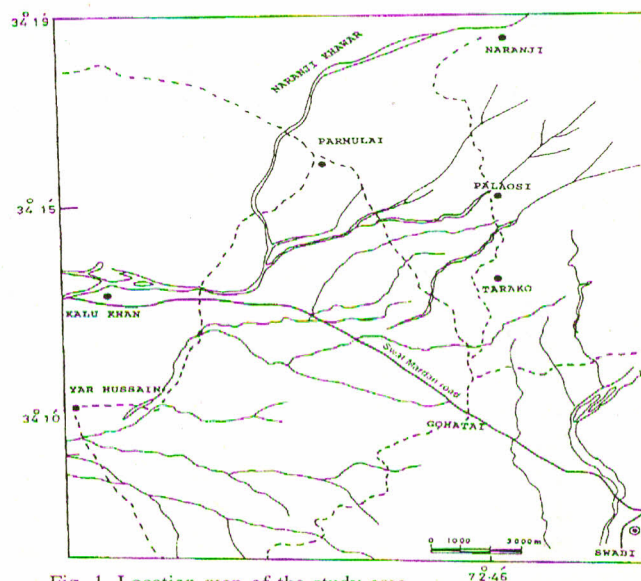 34°19
NARANJI
NARANJI KHAWAR
PARMULAI
PALAOSI
34°15
TARAKO
KALU KHAN
Swat Mardan road
YAR HUSSAIN
34°10
GOHATAI
0 1000 3000m
SWABI
72°46
Fig. 1. Location map of the study area